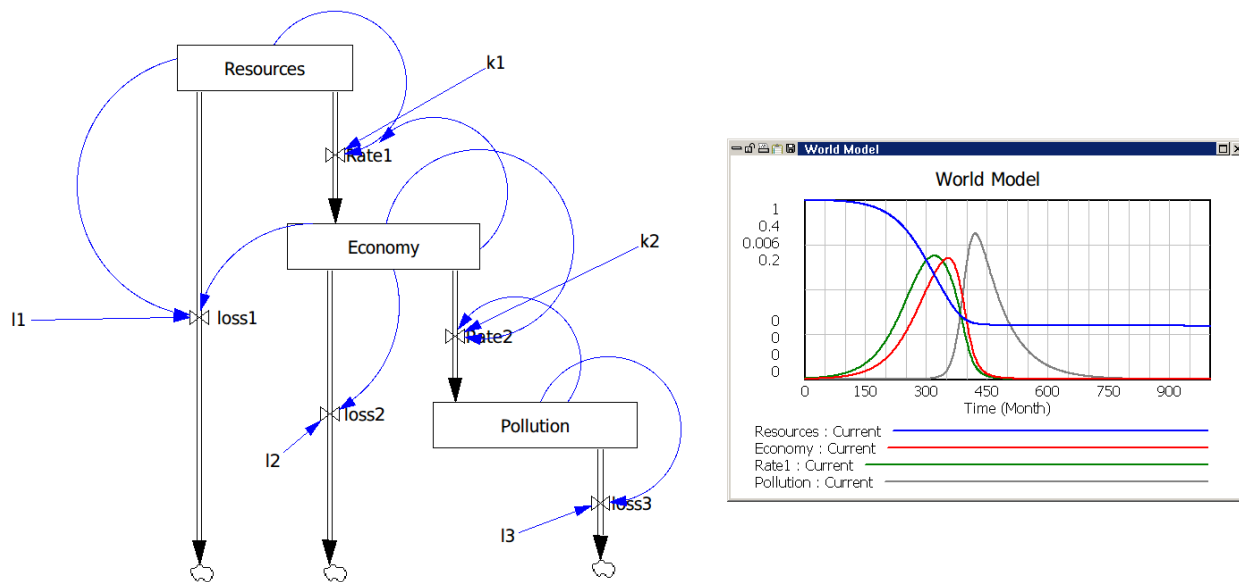 Resources
k1
Rate1
Economy
k2
l1
loss1
Rate2
loss2
Pollution
l2
loss3
l3
World Model
World Model
1
0.4
0.006
0.2
0
0
0
0
0 150 300 450 600 750 900
Time (Month)
Resources : Current
Economy : Current
Rate1 : Current
Pollution : Current